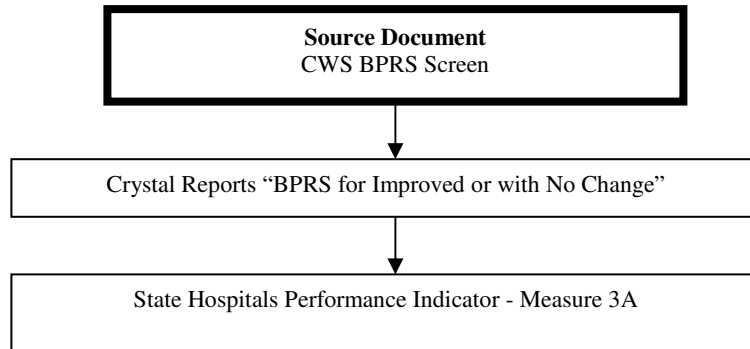 Source Document
CWS BPRS Screen
Crystal Reports “BPRS for Improved or with No Change”
State Hospitals Performance Indicator - Measure 3A